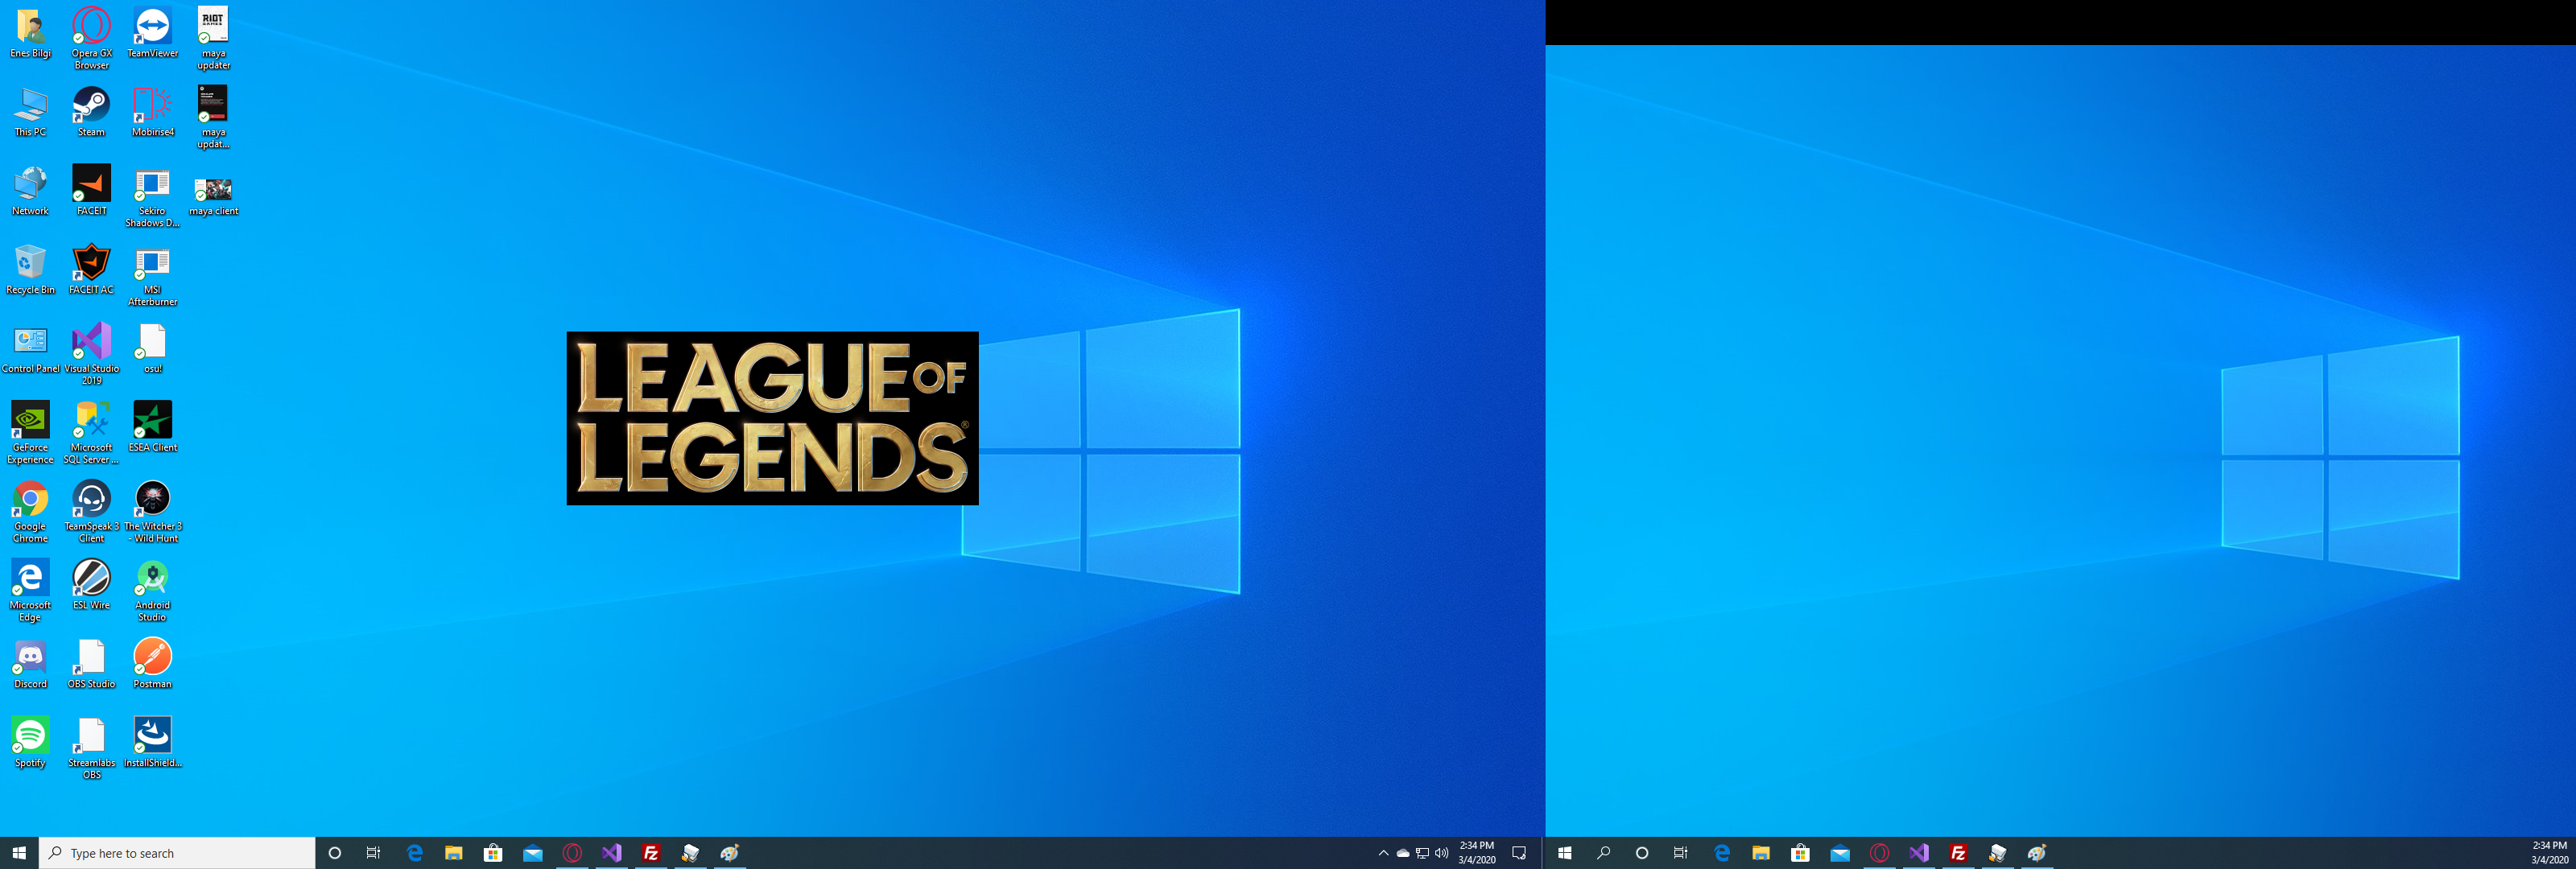 Enes Bilgi
Opera GX
Browser
TeamViewer
RIOT
GAMES
maya
updater
This PC
Steam
Mobirise4
maya
updat...
Network
FACEIT
Sekiro
Shadows D...
maya client
Recycle Bin
FACEIT AC
MSI
Afterburner
Control Panel
Visual Studio
2019
osu!
GeForce
Experience
Microsoft
SQL Server ...
ESEA Client
Google
Chrome
TeamSpeak 3
Client
The Witcher 3
- Wild Hunt
Microsoft
Edge
ESL Wire
Android
Studio
Discord
OBS Studio
Postman
Spotify
Streamlabs
OBS
InstallShield...
LEAGUE OF
LEGENDS®
Type here to search
Fz
2:34 PM
3/4/2020
Fz
2:34 PM
3/4/2020